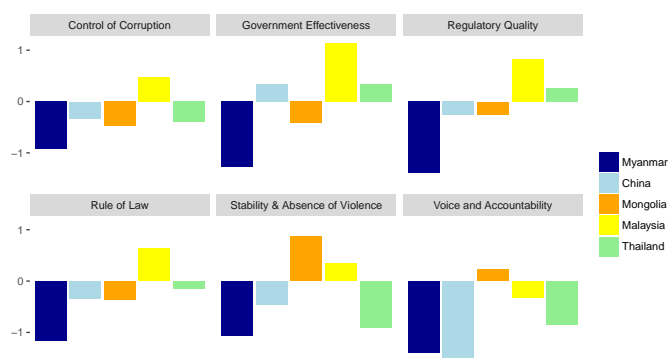 Control of Corruption
Government Effectiveness
Regulatory Quality
1
0
−1
Rule of Law
Stability & Absence of Violence
Voice and Accountability
1
0
−1
Myanmar
China
Mongolia
Malaysia
Thailand